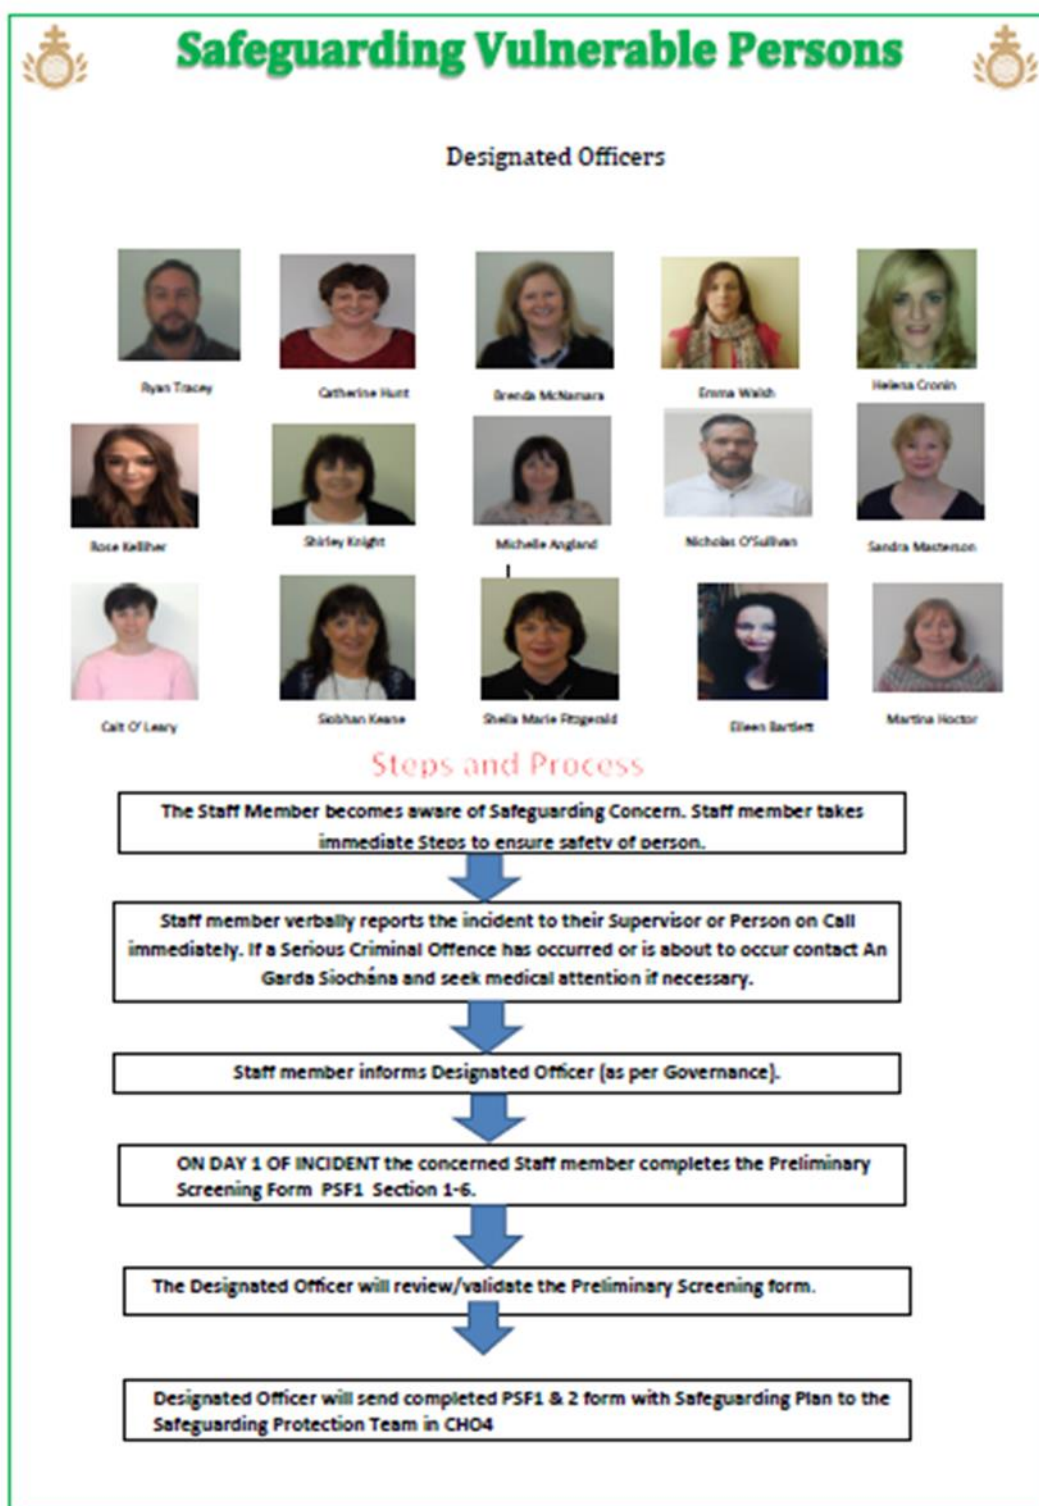 Safeguarding Vulnerable Persons
Designated Officers
Ryan Tracey
Catherine Hunt
Brenda McNamara
Emma Walsh
Helena Cronin
Rose Kelliher
Shirley Knight
Michelle Angland
Nicholas O'Sullivan
Sandra Masterson
Cait O' Leary
Siobhan Keane
Sheila Marie Fitzgerald
Eileen Bartlett
Martina Hoctor
Steps and Process
The Staff Member becomes aware of Safeguarding Concern. Staff member takes
immediate Steps to ensure safety of person.
Staff member verbally reports the incident to their Supervisor or Person on Call
immediately. If a Serious Criminal Offence has occurred or is about to occur contact An
Garda Siochána and seek medical attention if necessary.
Staff member informs Designated Officer (as per Governance).
ON DAY 1 OF INCIDENT the concerned Staff member completes the Preliminary
Screening Form PSF1 Section 1-6.
The Designated Officer will review/validate the Preliminary Screening form.
Designated Officer will send completed PSF1 & 2 form with Safeguarding Plan to the
Safeguarding Protection Team in CHO4